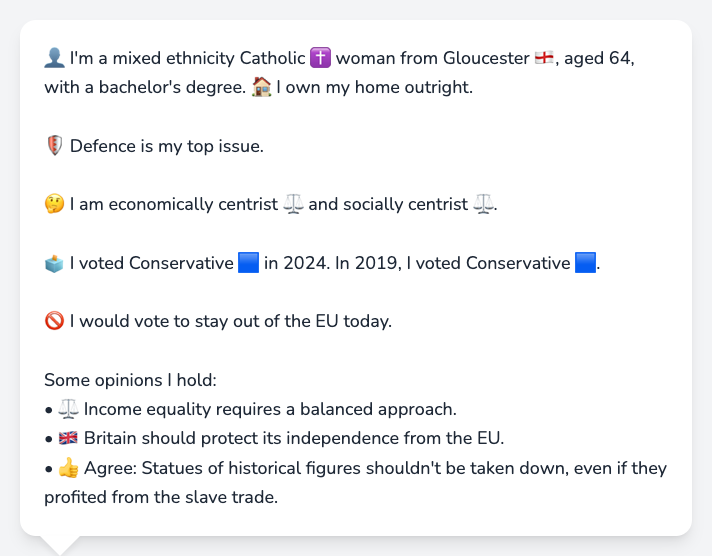 👤 I'm a mixed ethnicity Catholic ✝️ woman from Gloucester 🏴󠁧󠁢󠁥󠁮󠁧󠁿, aged 64,
with a bachelor's degree. 🏠 I own my home outright.
🛡️ Defence is my top issue.
🤔 I am economically centrist ⚖️ and socially centrist ⚖️.
🗳️ I voted Conservative 🟦 in 2024. In 2019, I voted Conservative 🟦.
🚫 I would vote to stay out of the EU today.
Some opinions I hold:
• ⚖️ Income equality requires a balanced approach.
• 🇬🇧 Britain should protect its independence from the EU.
• 👍 Agree: Statues of historical figures shouldn't be taken down, even if they
profited from the slave trade.